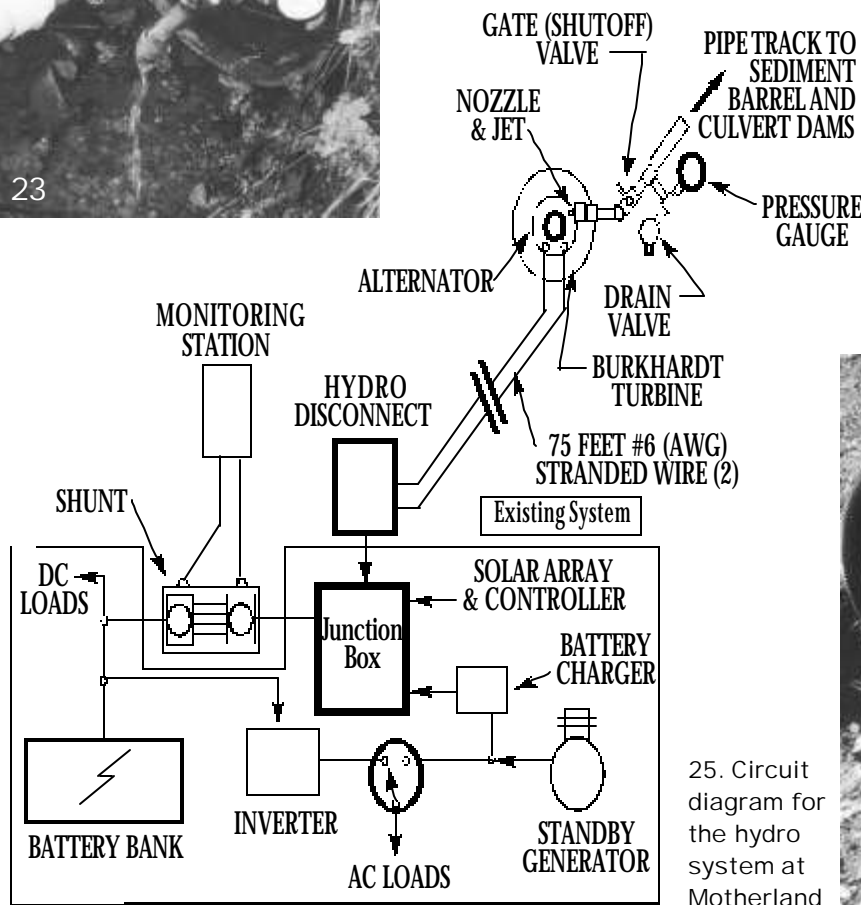 23
GATE (SHUTOFF)
VALVE
PIPE TRACK TO
SEDIMENT
BARREL AND
CULVERT DAMS
NOZZLE
& JET
PRESSURE
GAUGE
ALTERNATOR
DRAIN
VALVE
BURKHARDT
TURBINE
MONITORING
STATION
HYDRO
DISCONNECT
75 FEET #6 (AWG)
STRANDED WIRE (2)
SHUNT
Existing System
DC
LOADS
SOLAR ARRAY
& CONTROLLER
Junction
Box
BATTERY
CHARGER
BATTERY BANK
INVERTER
AC LOADS
STANDBY
GENERATOR
25. Circuit
diagram for
the hydro
system at
Motherland